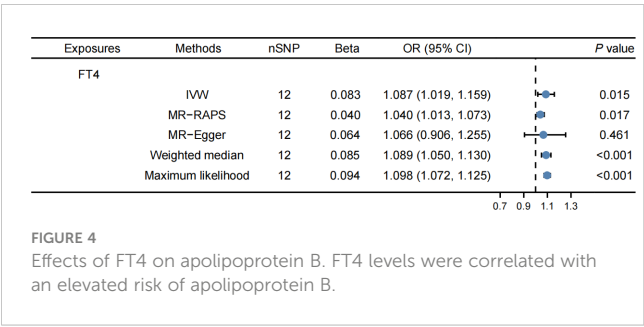 Exposures Methods nSNP Beta OR (95% CI) P value
FT4
IVW 12 0.083 1.087 (1.019, 1.159) 0.015
MR−RAPS 12 0.040 1.040 (1.013, 1.073) 0.017
MR−Egger 12 0.064 1.066 (0.906, 1.255) 0.461
Weighted median 12 0.085 1.089 (1.050, 1.130) <0.001
Maximum likelihood 12 0.094 1.098 (1.072, 1.125) <0.001
0.7 0.9 1.1 1.3
FIGURE 4
Effects of FT4 on apolipoprotein B. FT4 levels were correlated with
an elevated risk of apolipoprotein B.